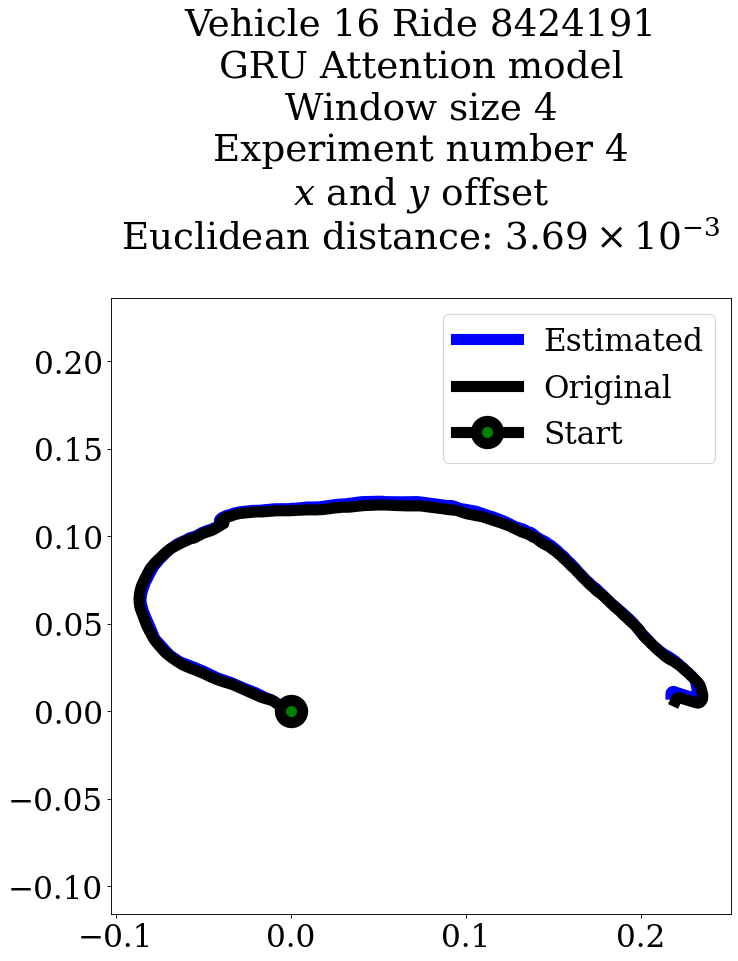 Vehicle 16 Ride 8424191
GRU Attention model
Window size 4
Experiment number 4
x and y offset
Euclidean distance: 3.69 × 10⁻³
Estimated
Original
Start
0.20
0.15
0.10
0.05
0.00
−0.05
−0.10
−0.1 0.0 0.1 0.2